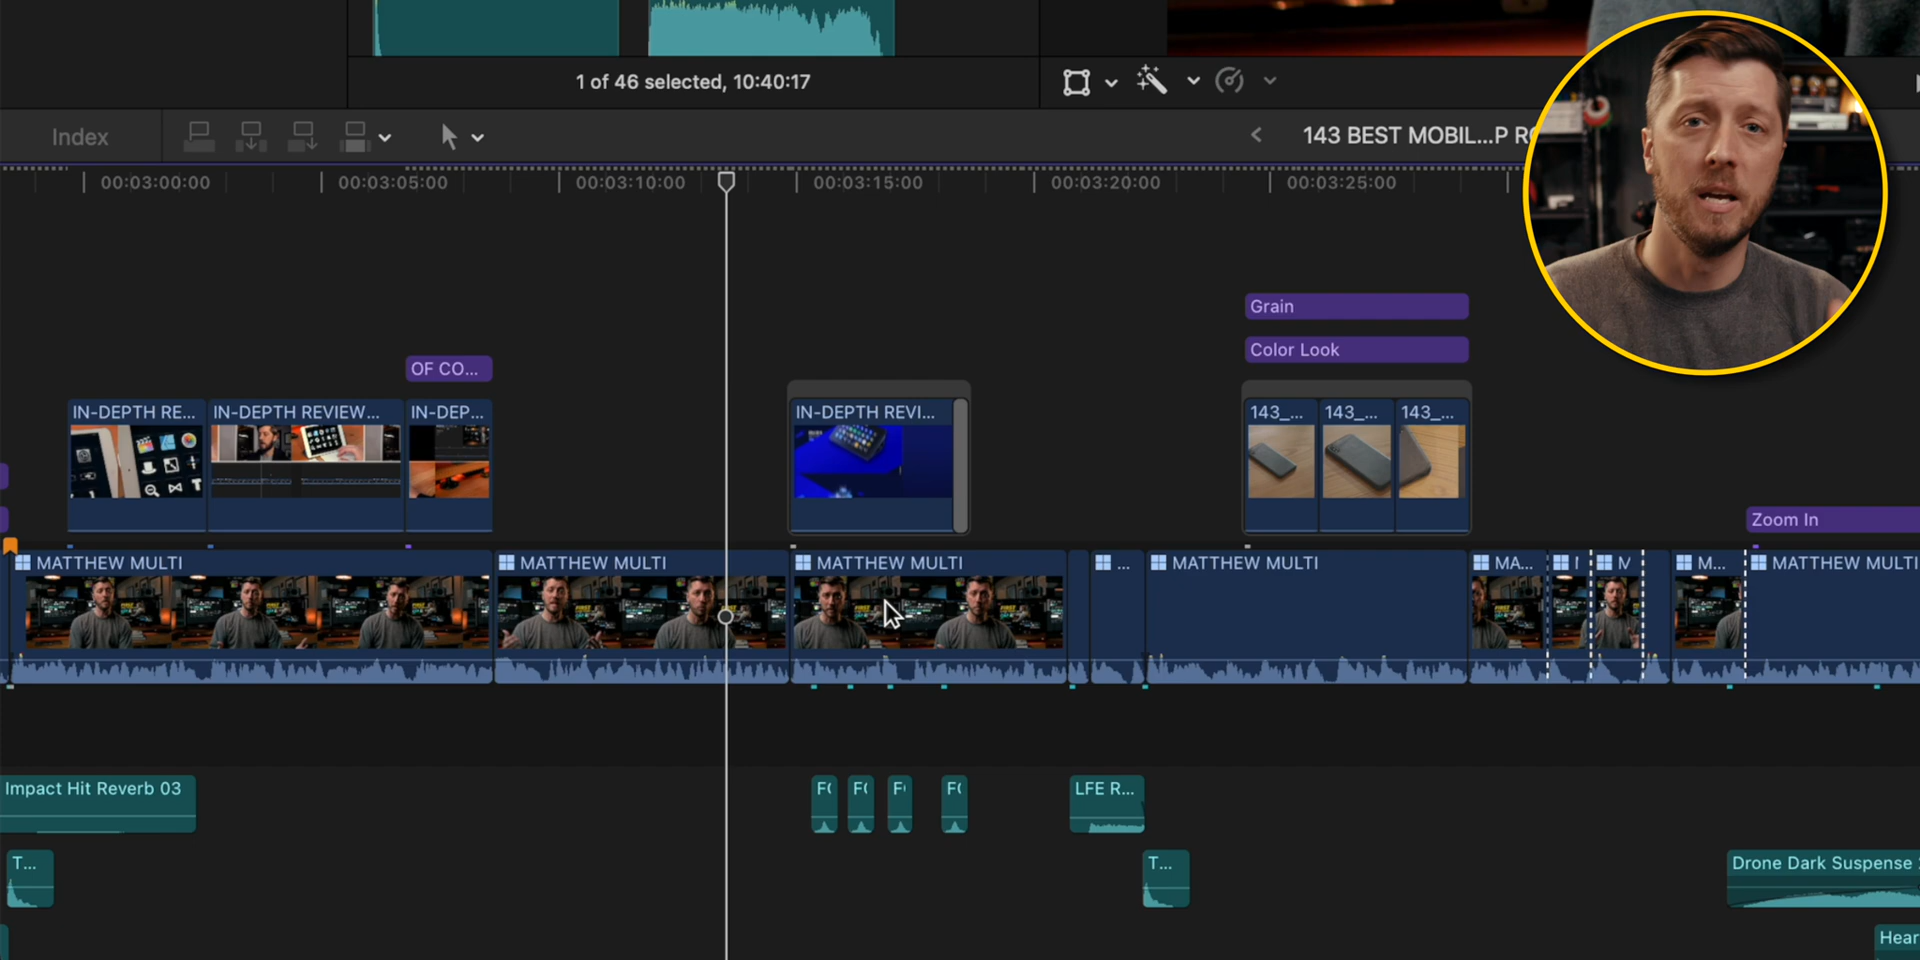 1 of 46 selected, 10:40:17
Index
143 BEST MOBIL...P R
00:03:00:00
00:03:05:00
00:03:10:00
00:03:15:00
00:03:20:00
00:03:25:00
Grain
Color Look
OF CO...
IN-DEPTH RE...
IN-DEPTH REVIEW...
IN-DEP...
IN-DEPTH REVI...
143_...
143_...
143_...
Zoom In
MATTHEW MULTI
MATTHEW MULTI
MATTHEW MULTI
...
MATTHEW MULTI
MA...
M
M...
MATTHEW MULTI
Impact Hit Reverb 03
F
F
F
F
LFE R...
T...
T...
Drone Dark Suspense
Hear